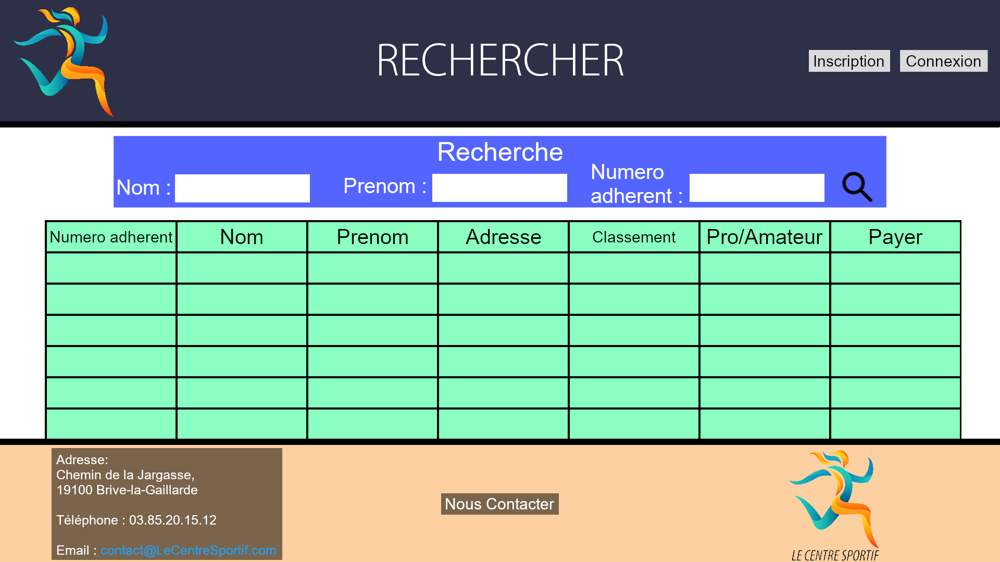 RECHERCHER
Inscription
Connexion
Recherche
Nom :
Prenom :
Numero
adherent :
Numero adherent
Nom
Prenom
Adresse
Classement
Pro/Amateur
Payer
Adresse:
Chemin de la Jargasse,
19100 Brive-la-Gaillarde
Téléphone : 03.85.20.15.12
Email : contact@LeCentreSportif.com
Nous Contacter
LE CENTRE SPORTIF